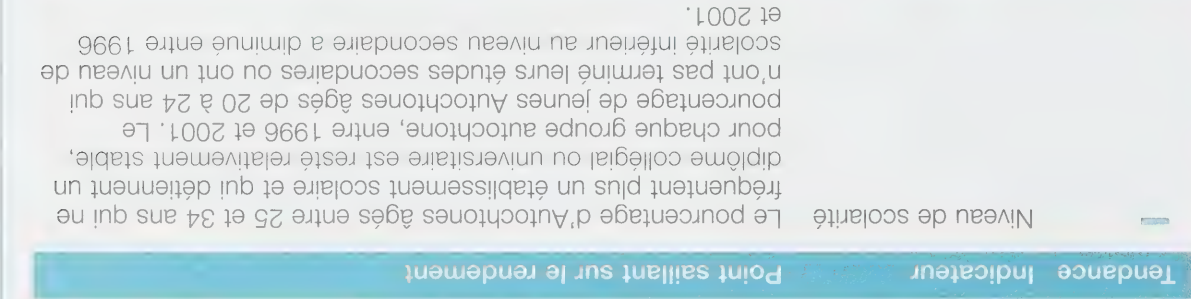 Tendance Indicateur Point saillant sur le rendement
— Niveau de scolarité Le pourcentage d'Autochtones âgés entre 25 et 34 ans qui ne
fréquentent plus un établissement scolaire et qui détiennent un
diplôme collégial ou universitaire est resté relativement stable,
pour chaque groupe autochtone, entre 1996 et 2001. Le
pourcentage de jeunes Autochtones âgés de 20 à 24 ans qui
n'ont pas terminé leurs études secondaires ou ont un niveau de
scolarité inférieur au niveau secondaire a diminué entre 1996
et 2001.